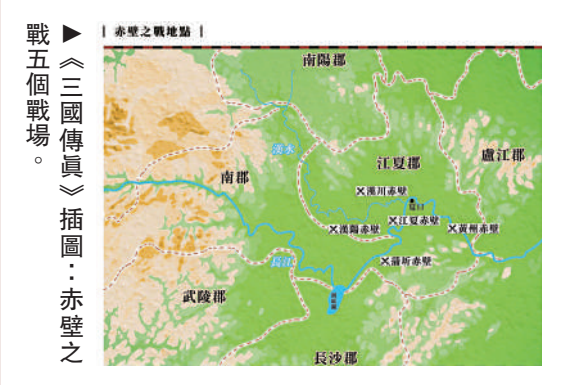 ▶《三國傳真》插圖：赤壁之
戰五個戰場。
赤壁之戰地點
南陽郡
漢水
江夏郡
廬江郡
南郡
漢川赤壁
夏口
江夏赤壁
黃州赤壁
漢陽赤壁
長江
蒲圻赤壁
武陵郡
洞庭湖
長沙郡